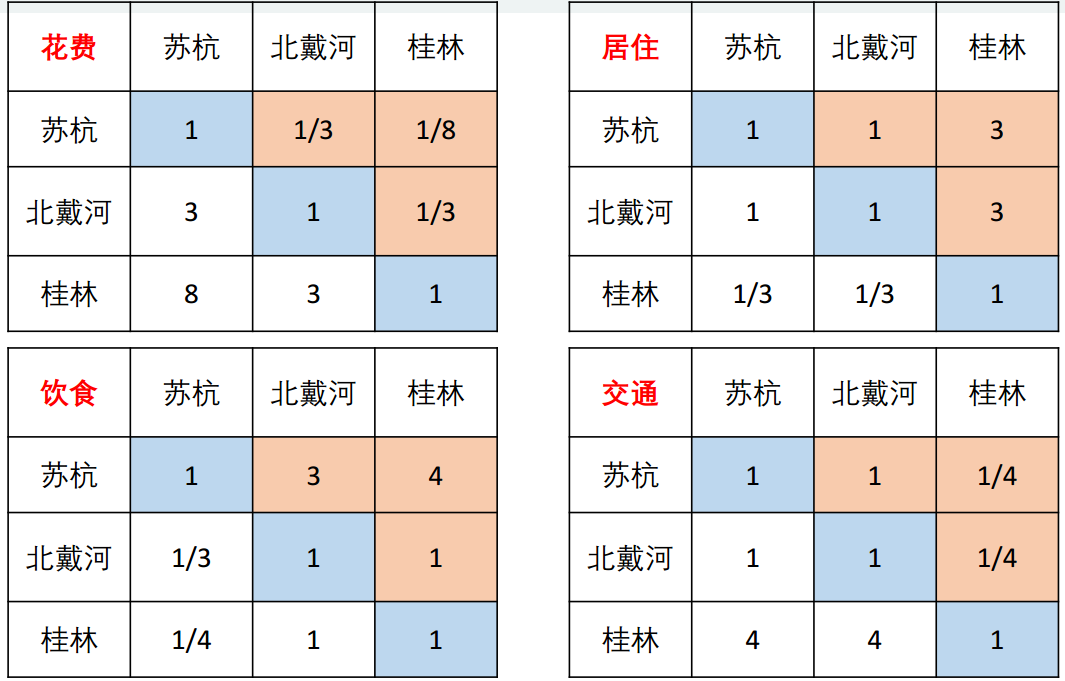 花费 苏杭 北戴河 桂林
苏杭 1 1/3 1/8
北戴河 3 1 1/3
桂林 8 3 1
居住 苏杭 北戴河 桂林
苏杭 1 1 3
北戴河 1 1 3
桂林 1/3 1/3 1
饮食 苏杭 北戴河 桂林
苏杭 1 3 4
北戴河 1/3 1 1
桂林 1/4 1 1
交通 苏杭 北戴河 桂林
苏杭 1 1 1/4
北戴河 1 1 1/4
桂林 4 4 1